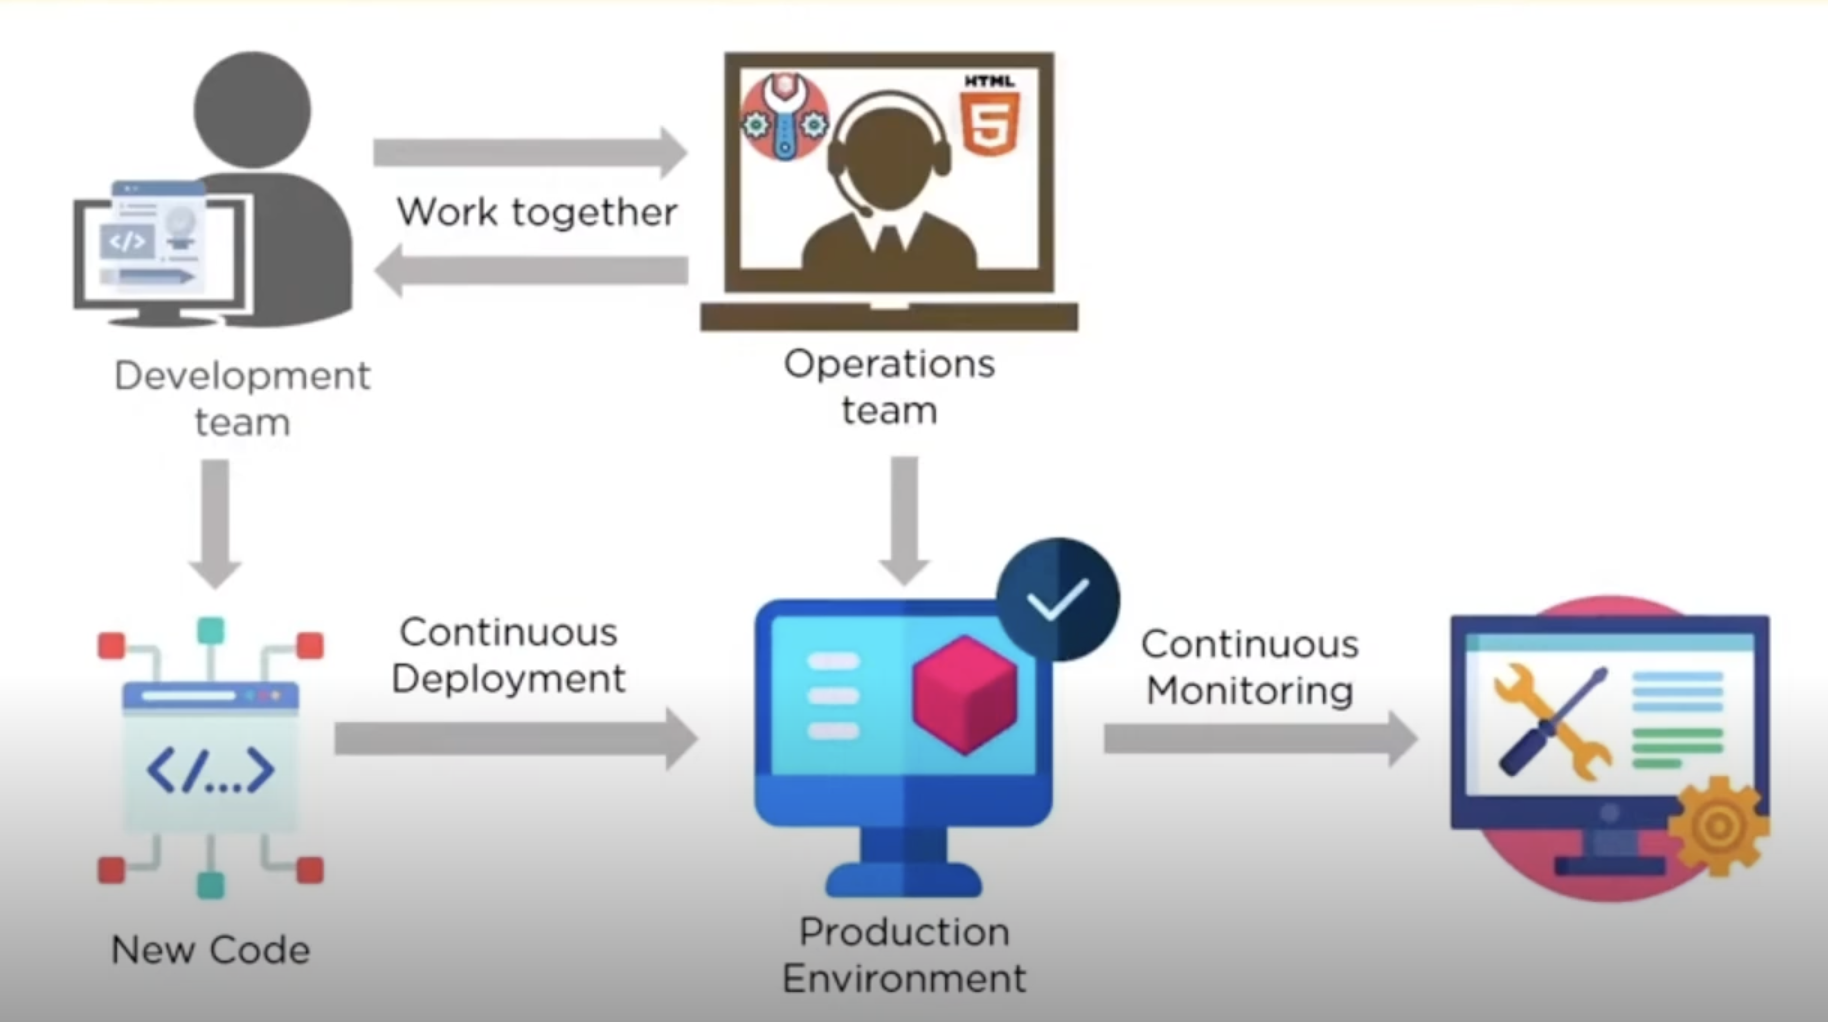 HTML
5
Work together
Development
team
Operations
team
</>
Continuous
Deployment
Continuous
Monitoring
</...>
New Code
Production
Environment